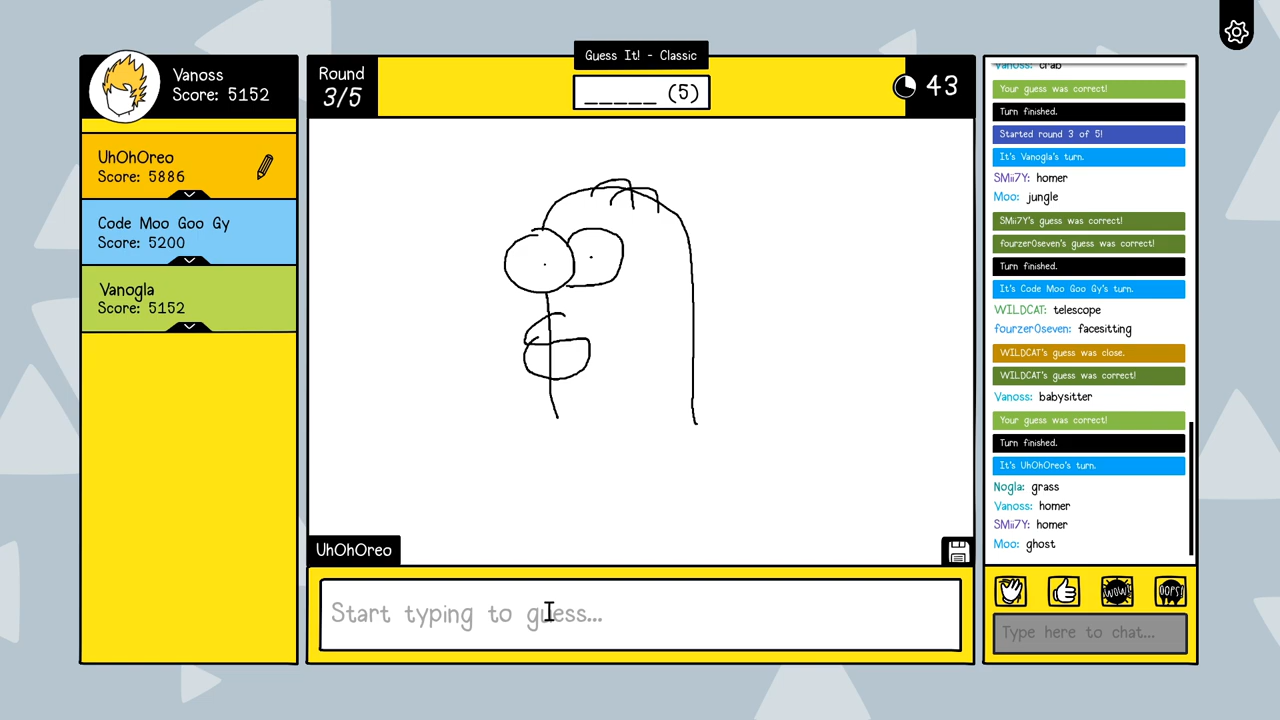 Vanoss
Score: 5152
UhOhOreo
Score: 5886
Code Moo Goo Gy
Score: 5200
Vanogla
Score: 5152
Round
3/5
Guess It! - Classic
_____ (5)
43
UhOhOreo
Start typing to guess...
Vanoss: crab
Your guess was correct!
Turn finished.
Started round 3 of 5!
It's Vanogla's turn.
SMii7Y: homer
Moo: jungle
SMii7Y's guess was correct!
fourzer0seven's guess was correct!
Turn finished.
It's Code Moo Goo Gy's turn.
WILDCAT: telescope
fourzer0seven: facesitting
WILDCAT's guess was close.
WILDCAT's guess was correct!
Vanoss: babysitter
Your guess was correct!
Turn finished.
It's UhOhOreo's turn.
Nogla: grass
Vanoss: homer
SMii7Y: homer
Moo: ghost
WOW!
OOPS!
Type here to chat...